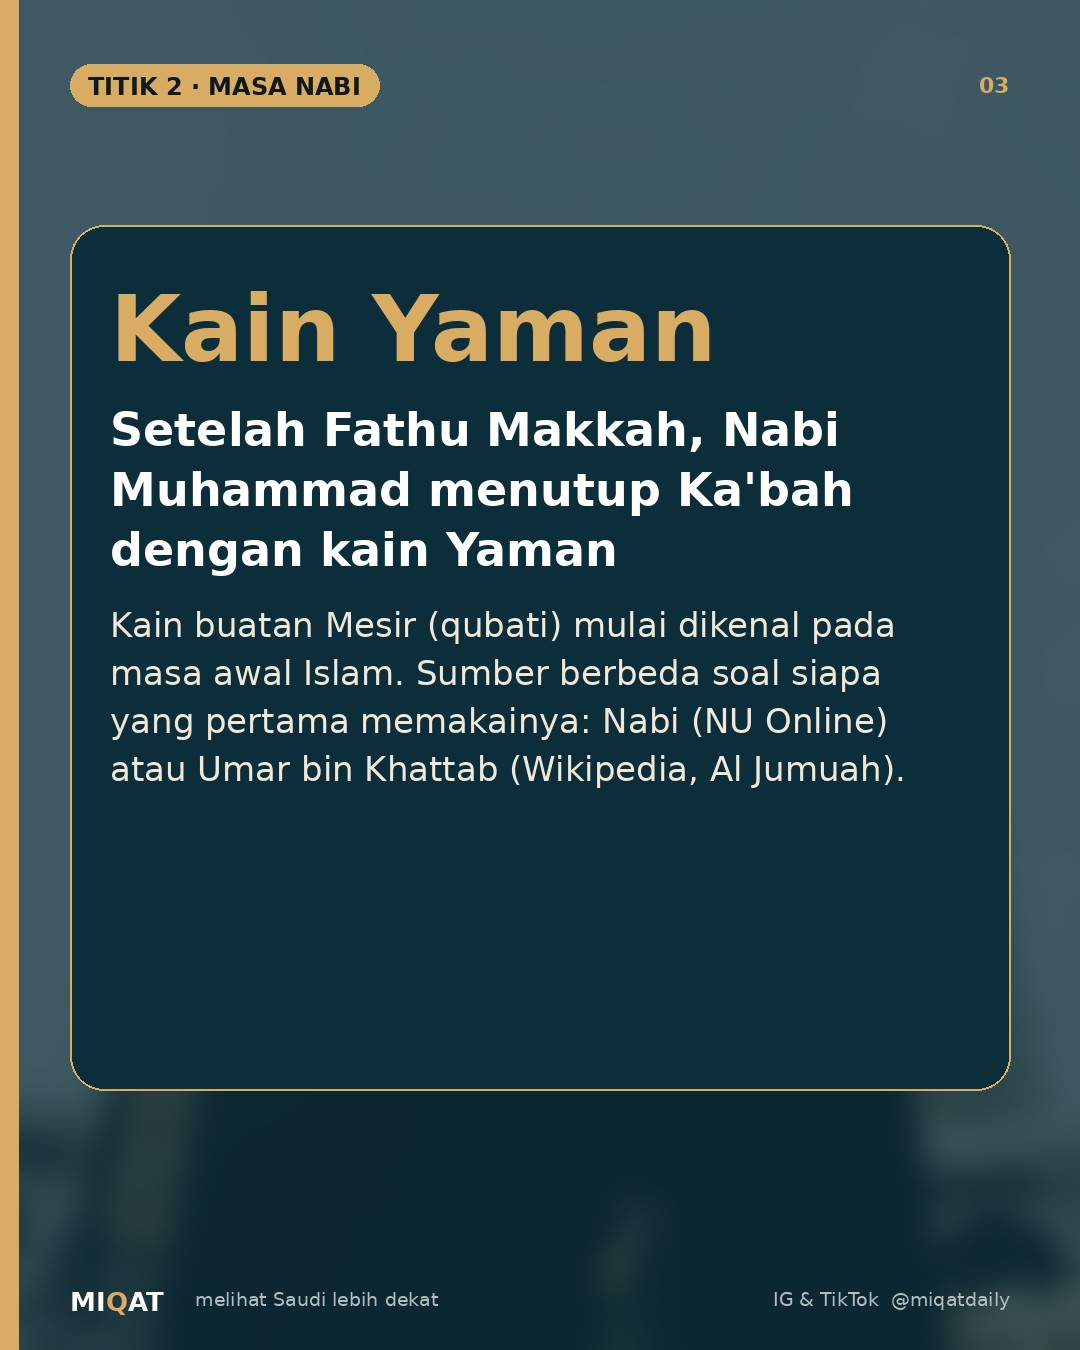 TITIK 2 · MASA NABI
03
Kain Yaman
Setelah Fathu Makkah, Nabi
Muhammad menutup Ka'bah
dengan kain Yaman
Kain buatan Mesir (qubati) mulai dikenal pada
masa awal Islam. Sumber berbeda soal siapa
yang pertama memakainya: Nabi (NU Online)
atau Umar bin Khattab (Wikipedia, Al Jumuah).
MIQAT melihat Saudi lebih dekat IG & TikTok @miqatdaily